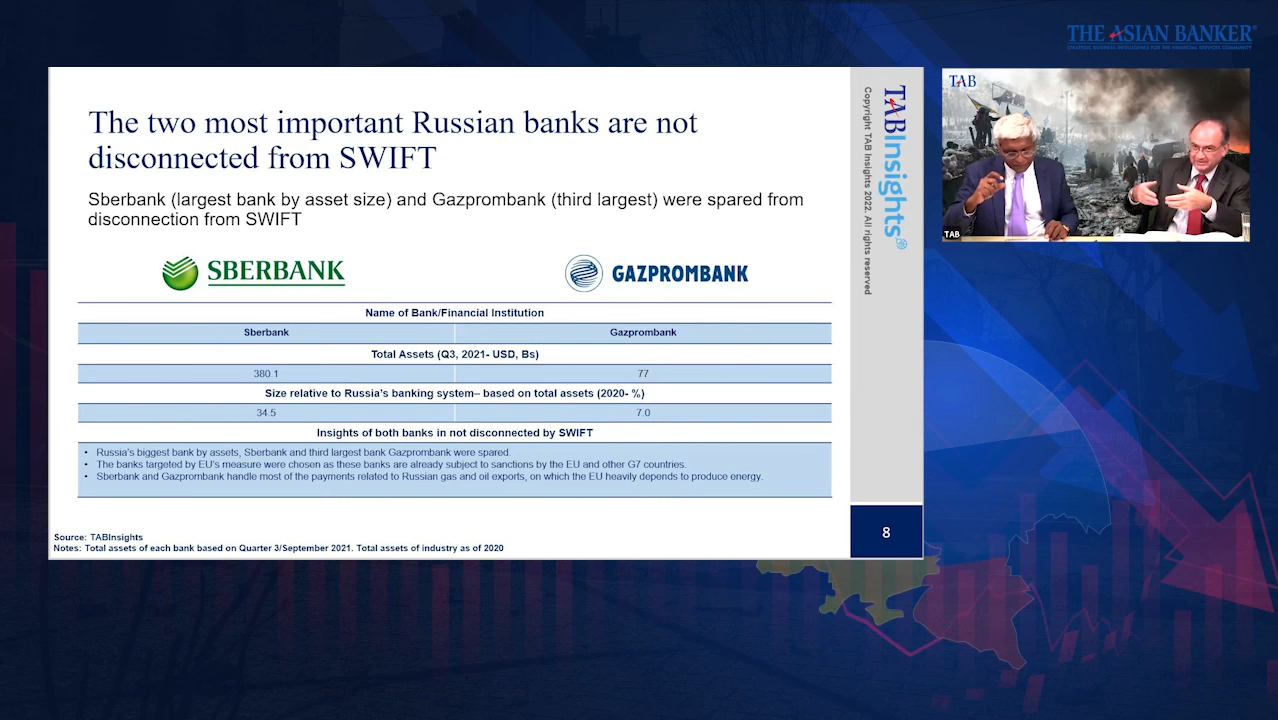 THE ASIAN BANKER
STRATEGIC BUSINESS INTELLIGENCE FOR THE FINANCIAL SERVICES COMMUNITY
The two most important Russian banks are not
disconnected from SWIFT
Sberbank (largest bank by asset size) and Gazprombank (third largest) were spared from
disconnection from SWIFT
SBERBANK
GAZPROMBANK
Name of Bank/Financial Institution
Sberbank Gazprombank
Total Assets (Q3, 2021- USD, Bs)
380.1 77
Size relative to Russia's banking system– based on total assets (2020- %)
34.5 7.0
Insights of both banks in not disconnected by SWIFT
• Russia's biggest bank by assets, Sberbank and third largest bank Gazprombank were spared.
• The banks targeted by EU's measure were chosen as these banks are already subject to sanctions by the EU and other G7 countries.
• Sberbank and Gazprombank handle most of the payments related to Russian gas and oil exports, on which the EU heavily depends to produce energy.
Source: TABInsights
Notes: Total assets of each bank based on Quarter 3/September 2021. Total assets of industry as of 2020
TABInsights
Copyright TAB Insights 2022. All rights reserved
8
TAB
TAB